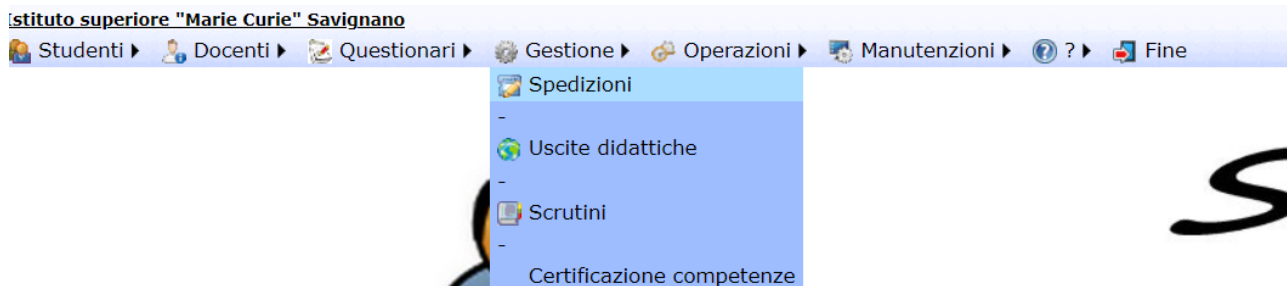 Istituto superiore "Marie Curie" Savignano
Studenti Docenti Questionari Gestione Operazioni Manutenzioni ? Fine
Spedizioni
-
Uscite didattiche
-
Scrutini
-
Certificazione competenze
S